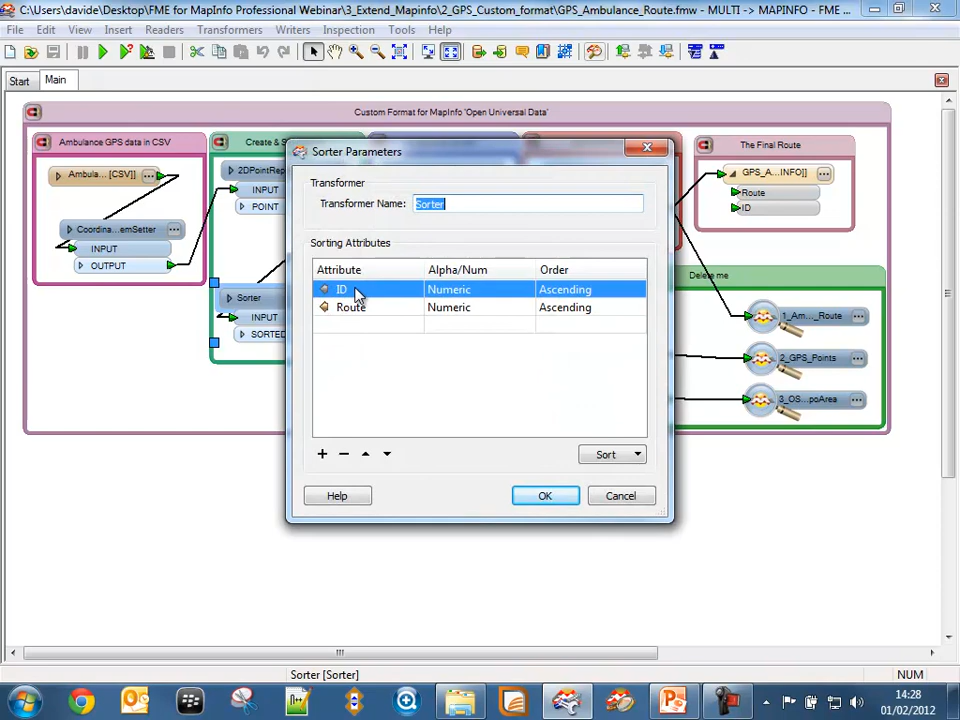 C:\Users\davide\Desktop\FME for MapInfo Professional Webinar\3_Extend_Mapinfo\2_GPS_Custom_format\GPS_Ambulance_Route.fmw - MULTI -> MAPINFO - FME ...
File Edit View Insert Readers Transformers Writers Inspection Tools Help
Start Main
Custom Format for MapInfo 'Open Universal Data'
Ambulance GPS data in CSV
Create & S
The Final Route
Ambula... [CSV]]
Coordina...emSetter
INPUT
OUTPUT
2DPointRep
INPUT
POINT
Sorter
INPUT
SORTED
GPS_A...INFO]]
Route
ID
Delete me
1_Am..._Route
2_GPS_Points
3_OS...poArea
Sorter Parameters
Transformer
Transformer Name: Sorter
Sorting Attributes
Attribute Alpha/Num Order
ID Numeric Ascending
Route Numeric Ascending
Sort
Help OK Cancel
Sorter [Sorter] NUM
14:28
01/02/2012